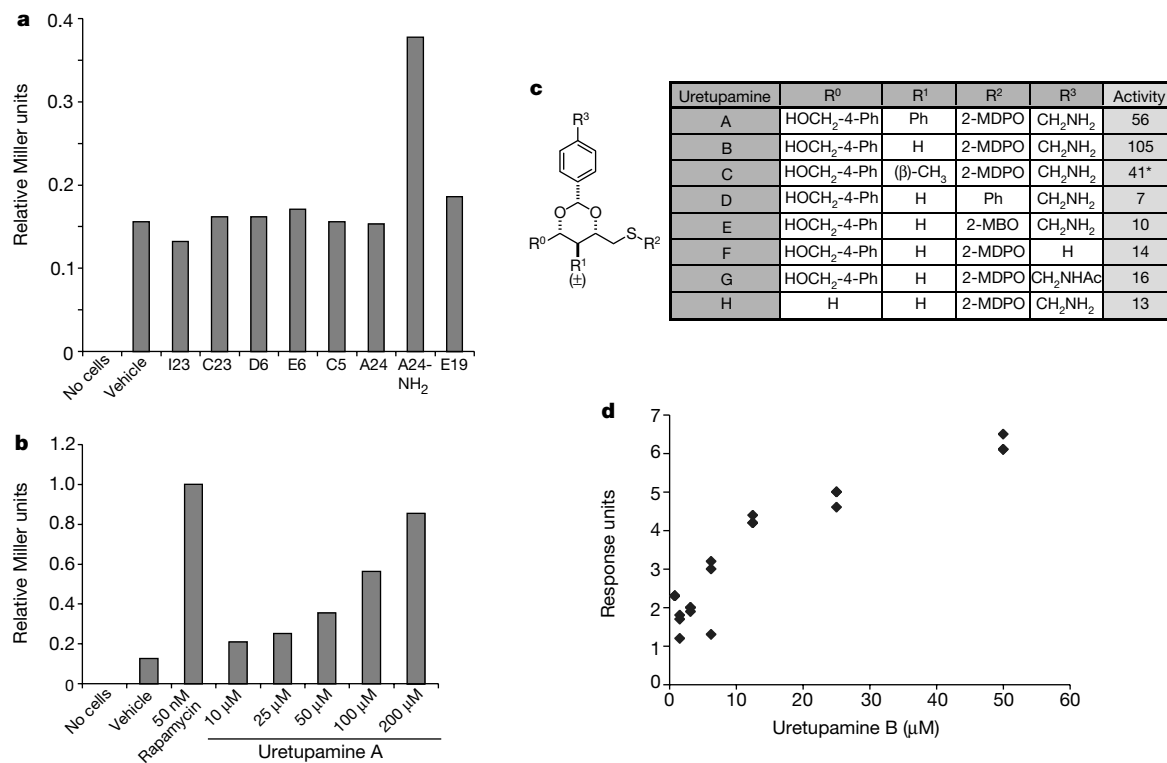 a
Relative Miller units
0.4
0.3
0.2
0.1
0
No cells
Vehicle
I23
C23
D6
E6
C5
A24
A24-
NH2
E19
b
Relative Miller units
1.2
1.0
0.8
0.6
0.4
0.2
0
No cells
Vehicle
50 nM
Rapamycin
10 µM
25 µM
50 µM
100 µM
200 µM
Uretupamine A
c
R3
O O
R0 S R2
R1
(±)
Uretupamine R0 R1 R2 R3 Activity
A HOCH2-4-Ph Ph 2-MDPO CH2NH2 56
B HOCH2-4-Ph H 2-MDPO CH2NH2 105
C HOCH2-4-Ph (β)-CH3 2-MDPO CH2NH2 41*
D HOCH2-4-Ph H Ph CH2NH2 7
E HOCH2-4-Ph H 2-MBO CH2NH2 10
F HOCH2-4-Ph H 2-MDPO H 14
G HOCH2-4-Ph H 2-MDPO CH2NHAc 16
H H H 2-MDPO CH2NH2 13
d
Response units
7
6
5
4
3
2
1
0
0 10 20 30 40 50 60
Uretupamine B (µM)